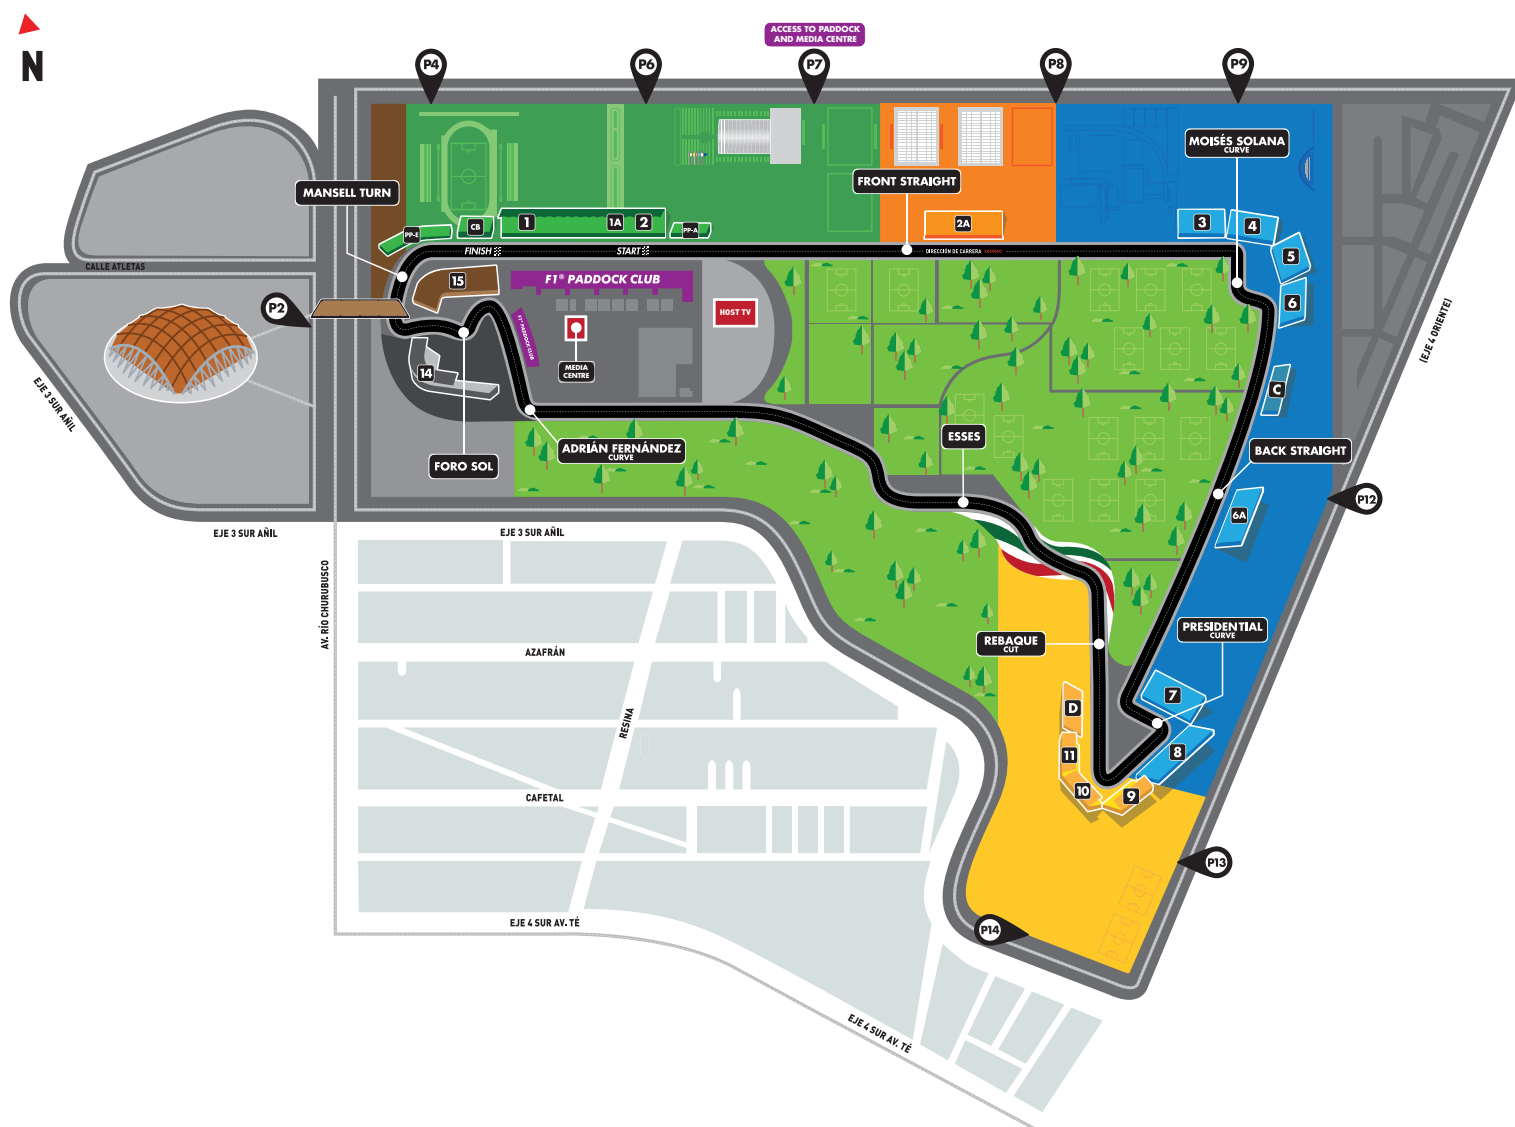 ACCESS TO PADDOCK
AND MEDIA CENTRE
N
P4
P6
P7
P8
P9
MOISÉS SOLANA
CURVE
MANSELL TURN
FRONT STRAIGHT
PP-E
CB
1
1A
2
PP-A
2A
3
4
FINISH
START
DIRECCIÓN DE CARRERA
5
CALLE ATLETAS
15
F1® PADDOCK CLUB
6
P2
HOST TV
F1® PADDOCK CLUB
MEDIA
CENTRE
(EJE 4 ORIENTE)
14
C
EJE 3 SUR AÑIL
ESSES
ADRIÁN FERNÁNDEZ
CURVE
BACK STRAIGHT
FORO SOL
P12
6A
EJE 3 SUR AÑIL
EJE 3 SUR AÑIL
AV. RÍO CHURUBUSCO
PRESIDENTIAL
CURVE
REBAQUE
CUT
AZAFRÁN
7
D
RESINA
8
11
10
9
CAFETAL
P13
EJE 4 SUR AV. TÉ
P14
EJE 4 SUR AV. TÉ